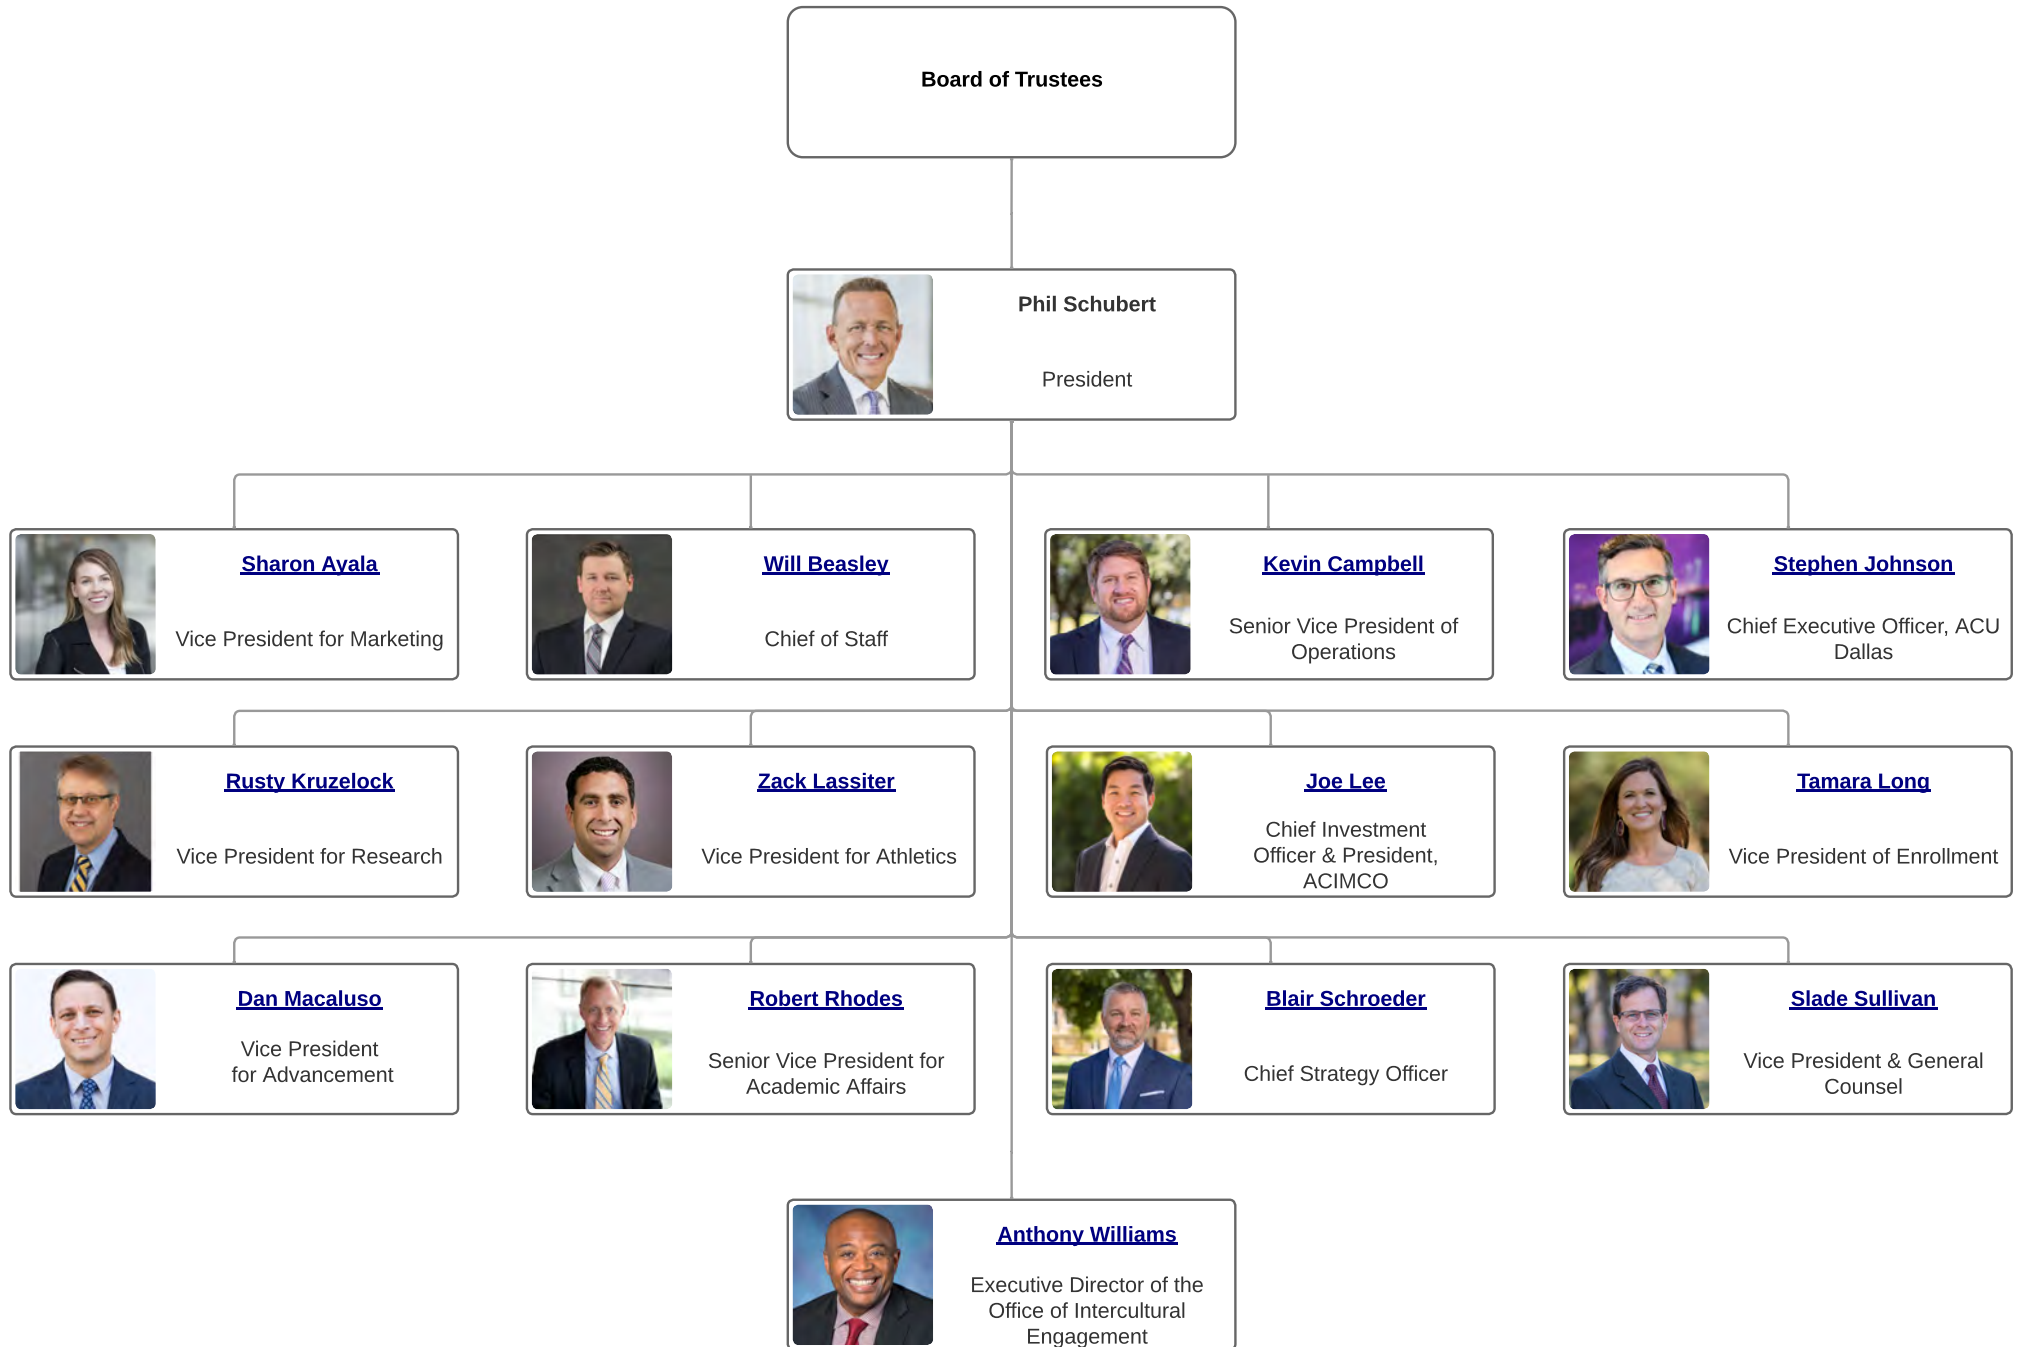 Board of Trustees
Phil Schubert
President
Sharon Ayala
Vice President for Marketing
Will Beasley
Chief of Staff
Kevin Campbell
Senior Vice President of
Operations
Stephen Johnson
Chief Executive Officer, ACU
Dallas
Rusty Kruzelock
Vice President for Research
Zack Lassiter
Vice President for Athletics
Joe Lee
Chief Investment
Officer & President,
ACIMCO
Tamara Long
Vice President of Enrollment
Dan Macaluso
Vice President
for Advancement
Robert Rhodes
Senior Vice President for
Academic Affairs
Blair Schroeder
Chief Strategy Officer
Slade Sullivan
Vice President & General
Counsel
Anthony Williams
Executive Director of the
Office of Intercultural
Engagement